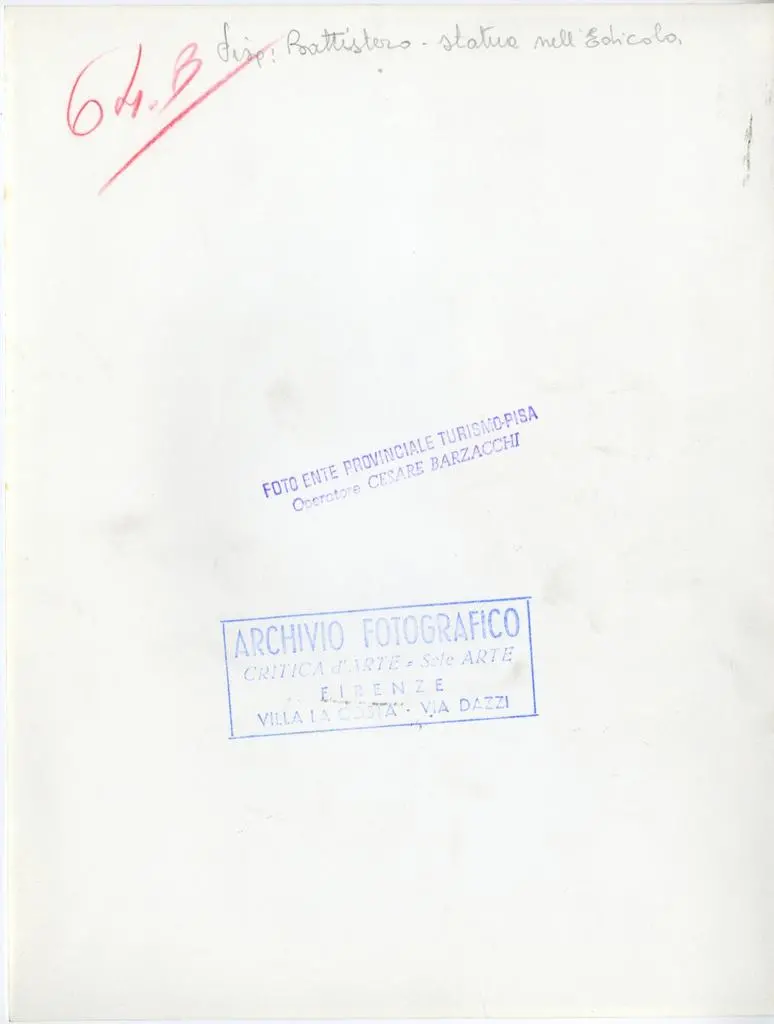 Pisa: Battistero - statua nell'Edicola.
64.B
FOTO ENTE PROVINCIALE TURISMO-PISA
Operatore CESARE BARZACCHI
ARCHIVIO FOTOGRAFICO
CRITICA d'ARTE - Sele ARTE
FIRENZE
VILLA LA COSTA - VIA DAZZI